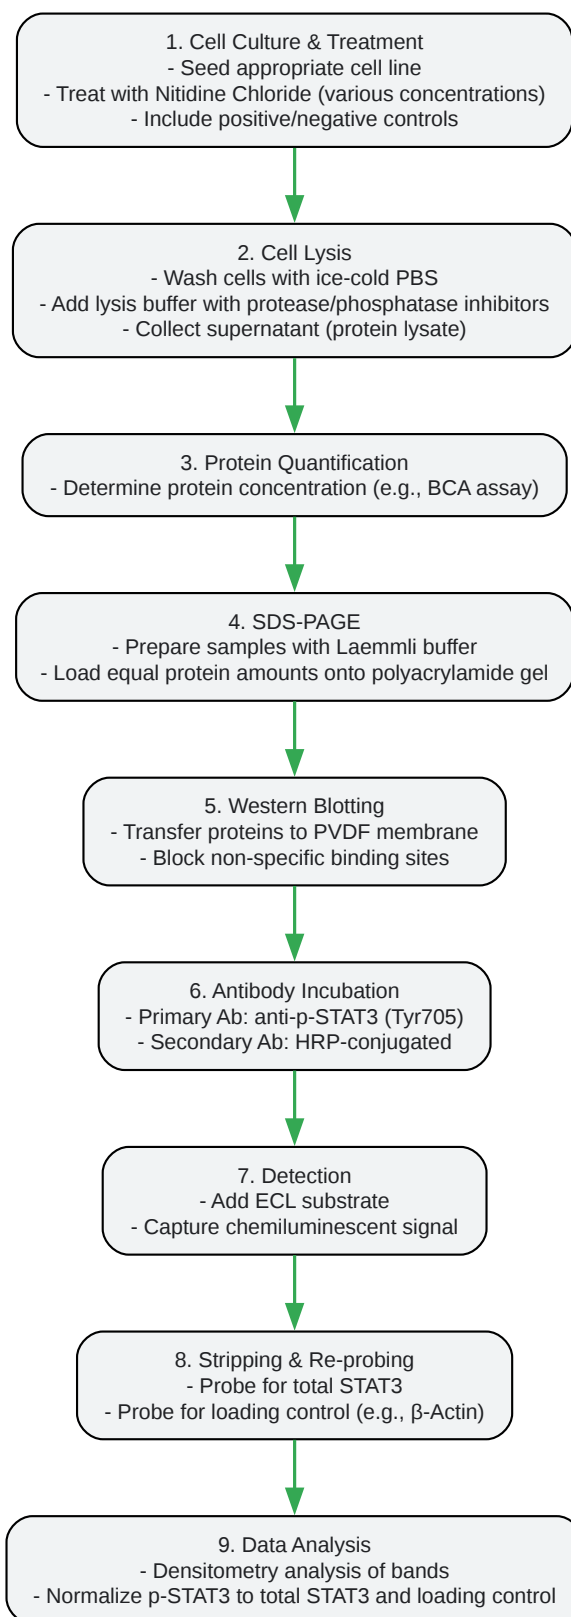 1. Cell Culture & Treatment
- Seed appropriate cell line
- Treat with Nitidine Chloride (various concentrations)
- Include positive/negative controls
2. Cell Lysis
- Wash cells with ice-cold PBS
- Add lysis buffer with protease/phosphatase inhibitors
- Collect supernatant (protein lysate)
3. Protein Quantification
- Determine protein concentration (e.g., BCA assay)
4. SDS-PAGE
- Prepare samples with Laemmli buffer
- Load equal protein amounts onto polyacrylamide gel
5. Western Blotting
- Transfer proteins to PVDF membrane
- Block non-specific binding sites
6. Antibody Incubation
- Primary Ab: anti-p-STAT3 (Tyr705)
- Secondary Ab: HRP-conjugated
7. Detection
- Add ECL substrate
- Capture chemiluminescent signal
8. Stripping & Re-probing
- Probe for total STAT3
- Probe for loading control (e.g., β-Actin)
9. Data Analysis
- Densitometry analysis of bands
- Normalize p-STAT3 to total STAT3 and loading control